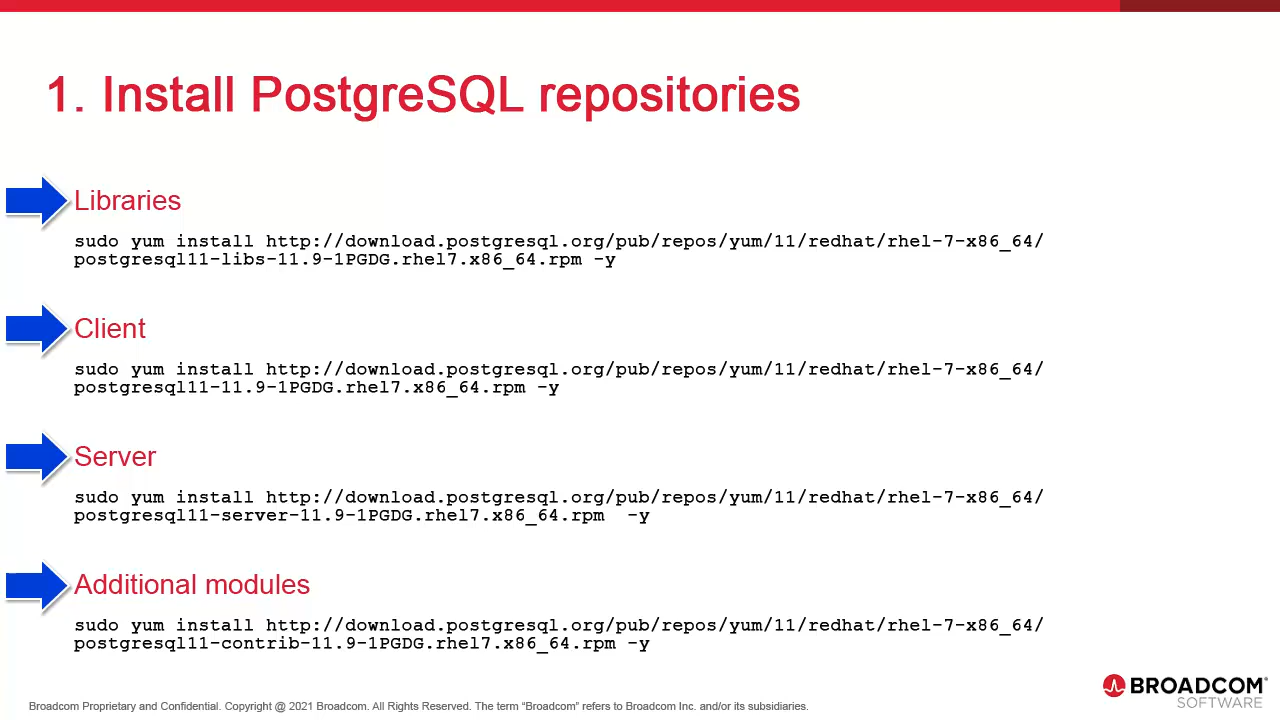 1. Install PostgreSQL repositories
Libraries
sudo yum install http://download.postgresql.org/pub/repos/yum/11/redhat/rhel-7-x86_64/
postgresql11-libs-11.9-1PGDG.rhel7.x86_64.rpm -y
Client
sudo yum install http://download.postgresql.org/pub/repos/yum/11/redhat/rhel-7-x86_64/
postgresql11-11.9-1PGDG.rhel7.x86_64.rpm -y
Server
sudo yum install http://download.postgresql.org/pub/repos/yum/11/redhat/rhel-7-x86_64/
postgresql11-server-11.9-1PGDG.rhel7.x86_64.rpm  -y
Additional modules
sudo yum install http://download.postgresql.org/pub/repos/yum/11/redhat/rhel-7-x86_64/
postgresql11-contrib-11.9-1PGDG.rhel7.x86_64.rpm -y
BROADCOM®
SOFTWARE
Broadcom Proprietary and Confidential. Copyright @ 2021 Broadcom. All Rights Reserved. The term “Broadcom” refers to Broadcom Inc. and/or its subsidiaries.